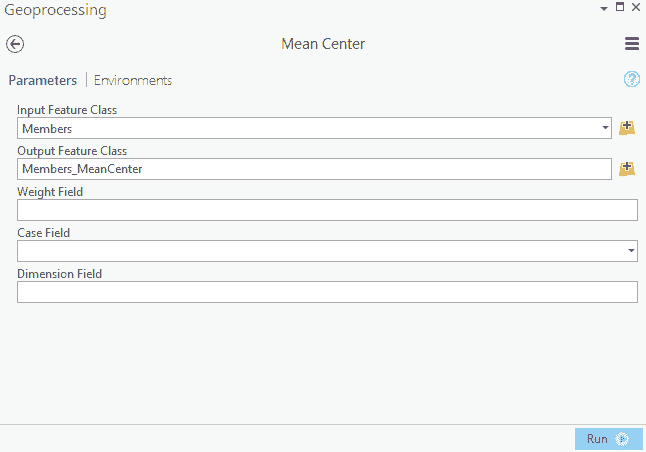 Geoprocessing
Mean Center
Parameters | Environments
Input Feature Class
Members
Output Feature Class
Members_MeanCenter
Weight Field
Case Field
Dimension Field
Run